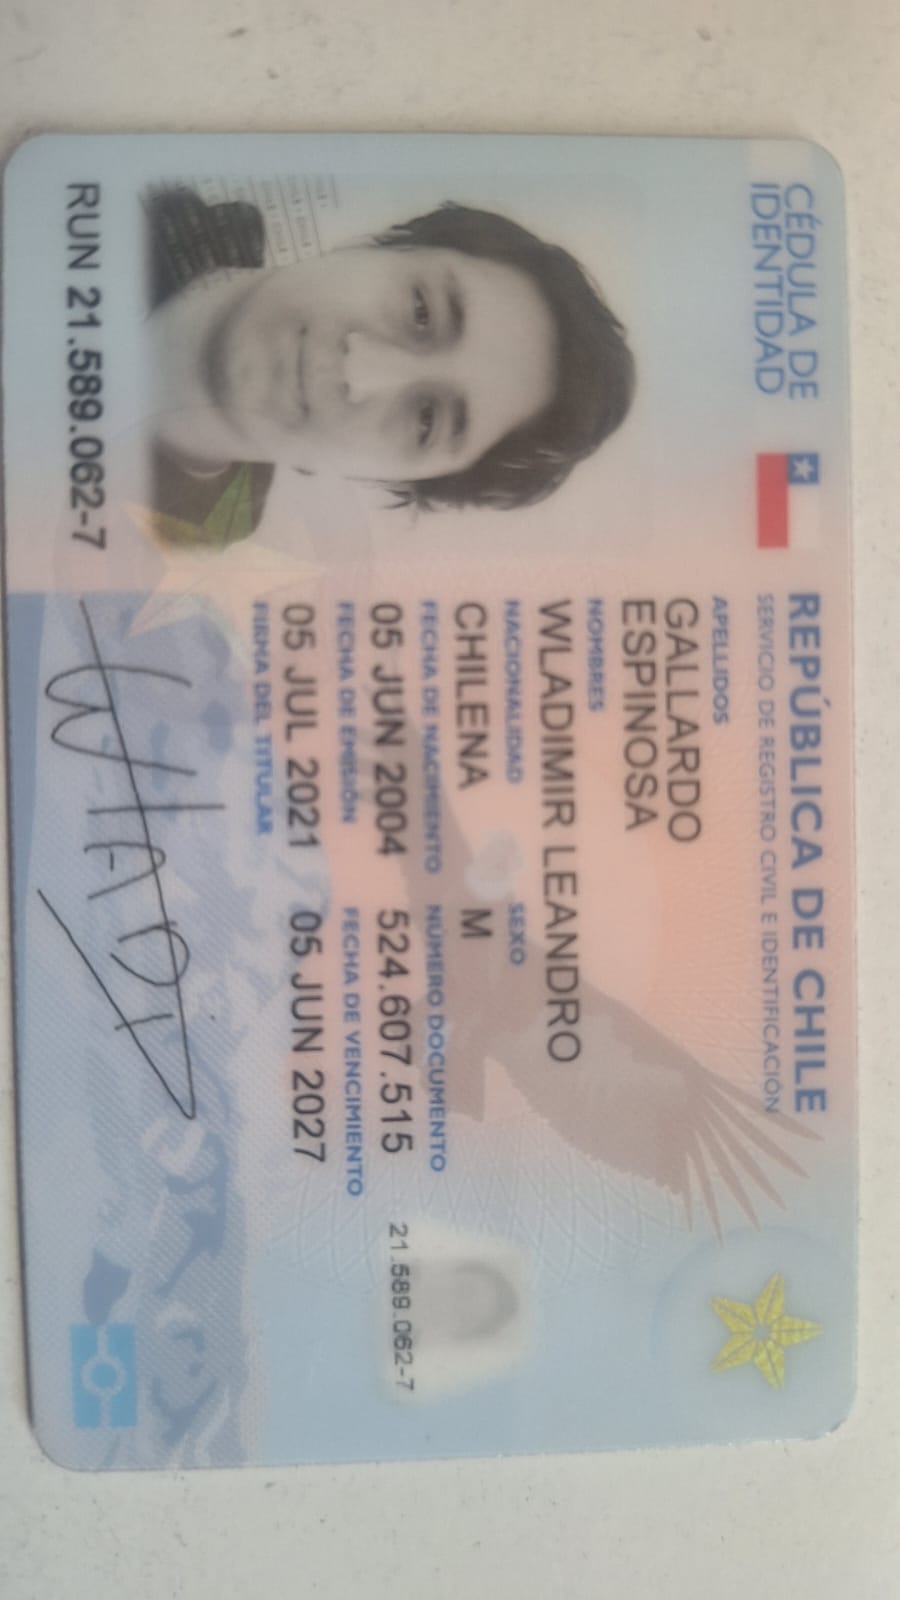 CÉDULA DE
IDENTIDAD
REPÚBLICA DE CHILE
SERVICIO DE REGISTRO CIVIL E IDENTIFICACIÓN
APELLIDOS
GALLARDO
ESPINOSA
NOMBRES
WLADIMIR LEANDRO
NACIONALIDAD SEXO
CHILENA M
FECHA DE NACIMIENTO NÚMERO DOCUMENTO
05 JUN 2004 524.607.515
FECHA DE EMISIÓN FECHA DE VENCIMIENTO
05 JUL 2021 05 JUN 2027
FIRMA DEL TITULAR
21.589.062-7
RUN 21.589.062-7